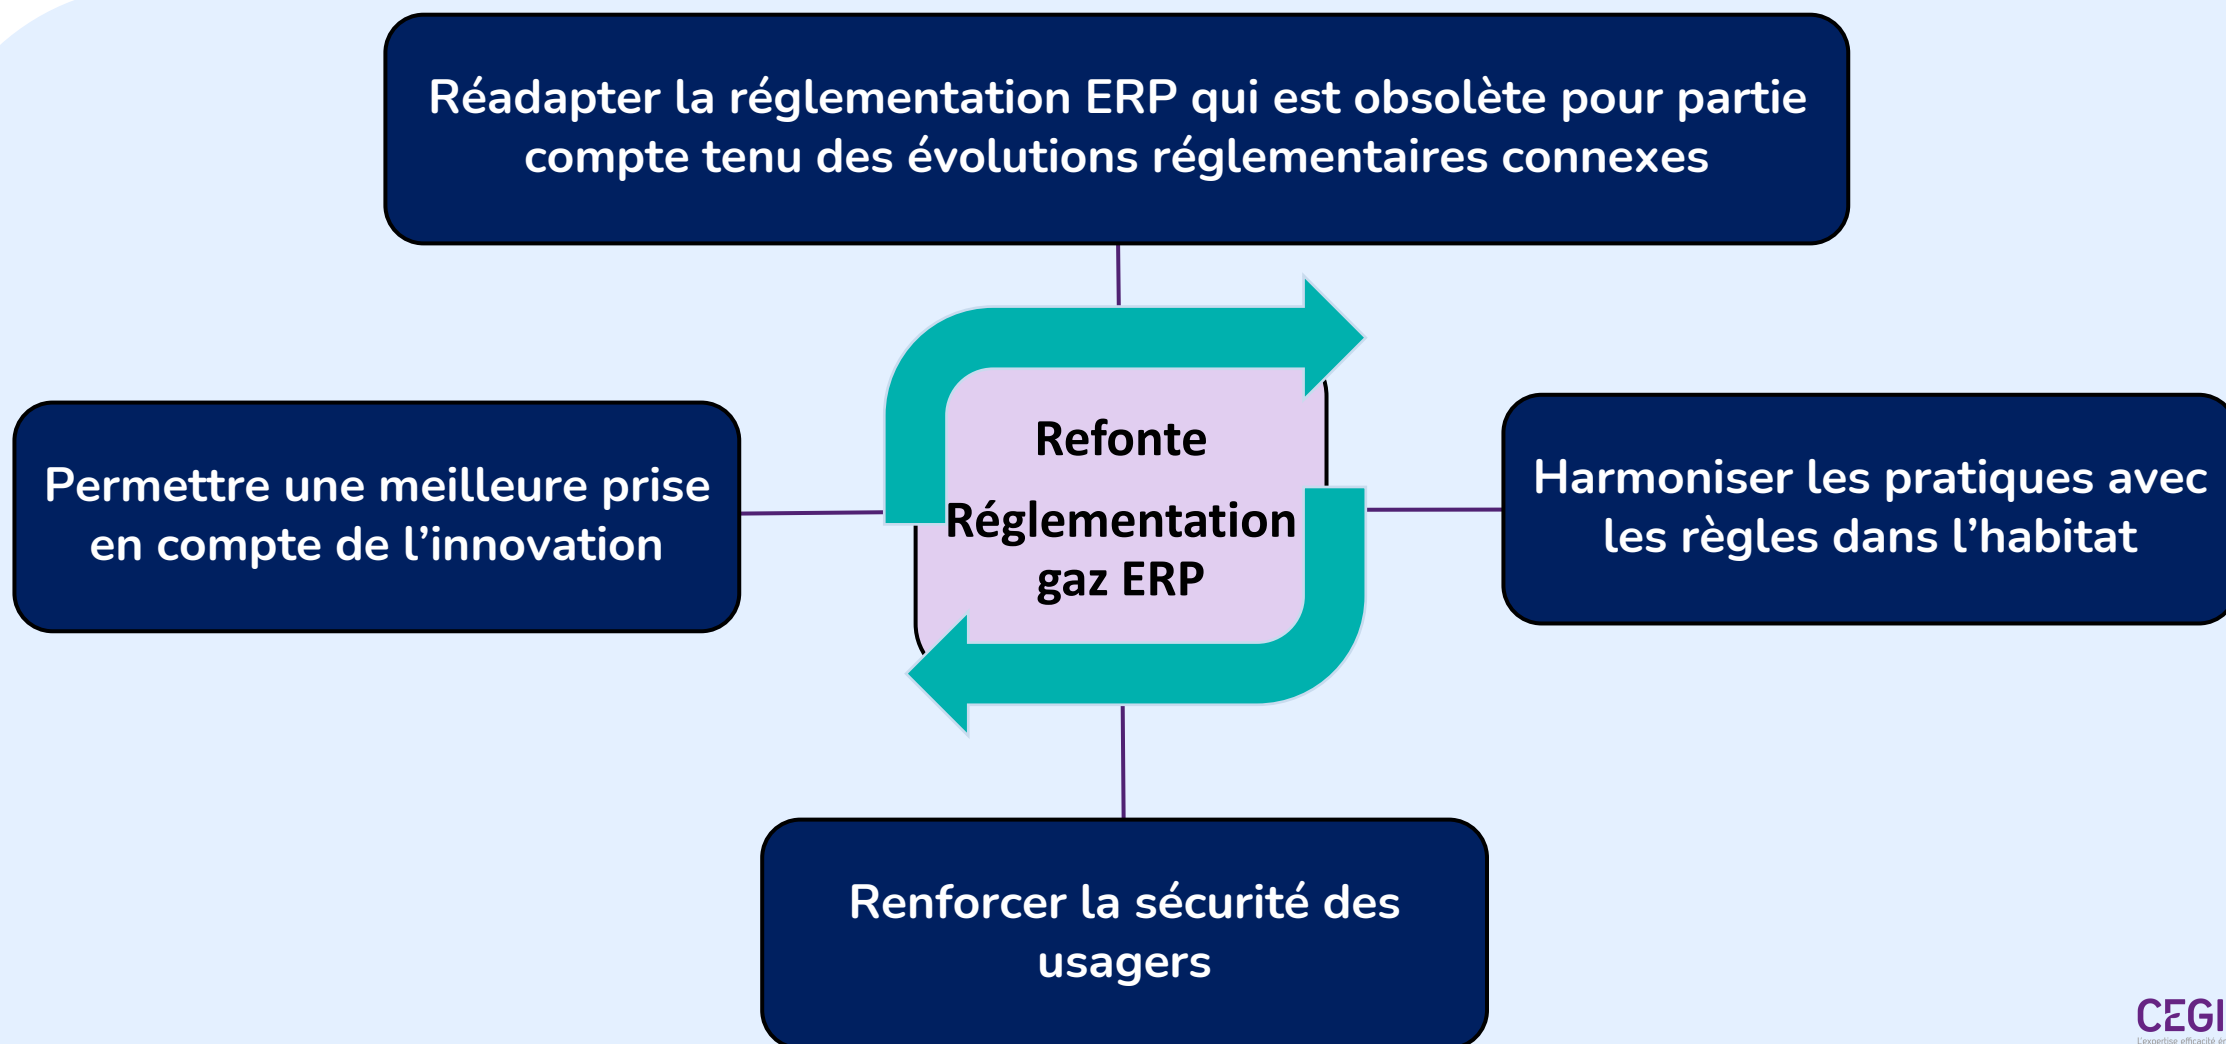 Réadapter la réglementation ERP qui est obsolète pour partie
compte tenu des évolutions réglementaires connexes
Permettre une meilleure prise
en compte de l’innovation
Refonte
Réglementation
gaz ERP
Harmoniser les pratiques avec
les règles dans l’habitat
Renforcer la sécurité des
usagers
CEGI
L'expertise efficacité